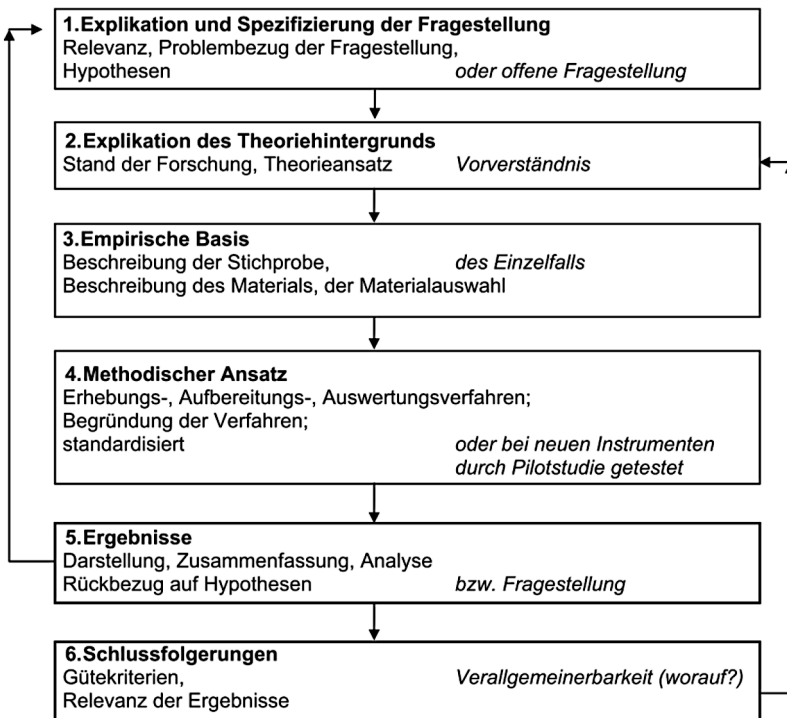 1.Explikation und Spezifizierung der Fragestellung
Relevanz, Problembezug der Fragestellung,
Hypothesen oder offene Fragestellung
2.Explikation des Theoriehintergrunds
Stand der Forschung, Theorieansatz Vorverständnis
3.Empirische Basis
Beschreibung der Stichprobe, des Einzelfalls
Beschreibung des Materials, der Materialauswahl
4.Methodischer Ansatz
Erhebungs-, Aufbereitungs-, Auswertungsverfahren;
Begründung der Verfahren;
standardisiert oder bei neuen Instrumenten
durch Pilotstudie getestet
5.Ergebnisse
Darstellung, Zusammenfassung, Analyse
Rückbezug auf Hypothesen bzw. Fragestellung
6.Schlussfolgerungen
Gütekriterien, Verallgemeinerbarkeit (worauf?)
Relevanz der Ergebnisse